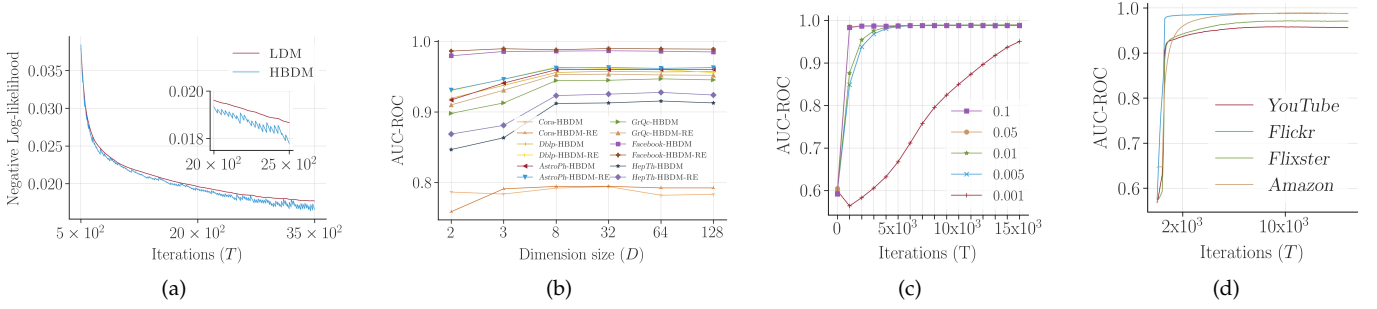 Negative Log-likelihood
0.035
0.030
0.025
0.020
LDM
HBDM
0.020
0.018
20 × 10²
25 × 10²
5 × 10²
20 × 10²
35 × 10²
Iterations (T)
(a)
AUC-ROC
1.0
0.9
0.8
Cora-HBDM
Cora-HBDM-RE
Dblp-HBDM
Dblp-HBDM-RE
AstroPh-HBDM
AstroPh-HBDM-RE
GrQc-HBDM
GrQc-HBDM-RE
Facebook-HBDM
Facebook-HBDM-RE
HepTh-HBDM
HepTh-HBDM-RE
2 3 8 32 64 128
Dimension size (D)
(b)
AUC-ROC
1.0
0.9
0.8
0.7
0.6
0.1
0.05
0.01
0.005
0.001
0 5x10³ 10x10³ 15x10³
Iterations (T)
(c)
AUC-ROC
1.0
0.9
0.8
0.7
0.6
YouTube
Flickr
Flixster
Amazon
2x10³ 10x10³
Iterations (T)
(d)